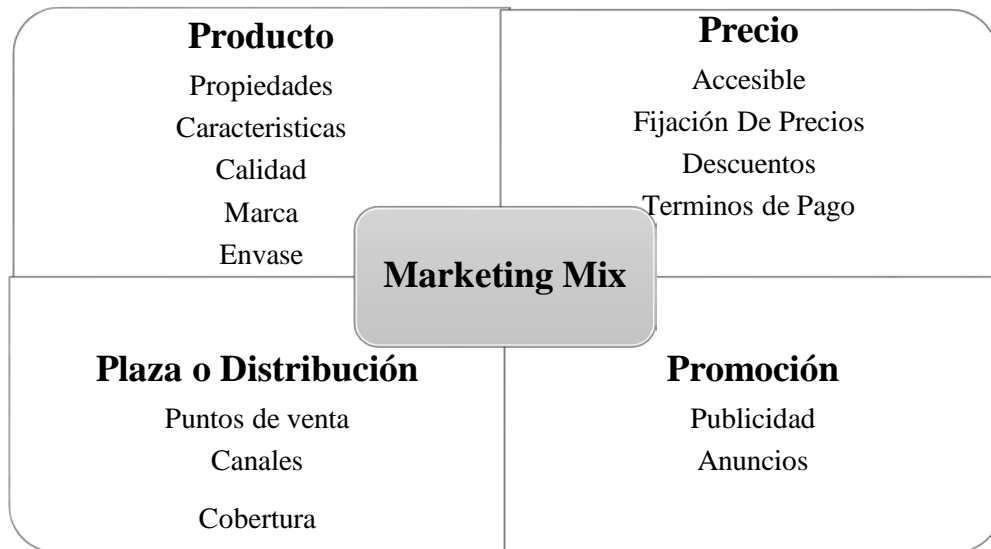 Producto
Propiedades
Caracteristicas
Calidad
Marca
Envase
Precio
Accesible
Fijación De Precios
Descuentos
Terminos de Pago
Marketing Mix
Plaza o Distribución
Puntos de venta
Canales
Cobertura
Promoción
Publicidad
Anuncios